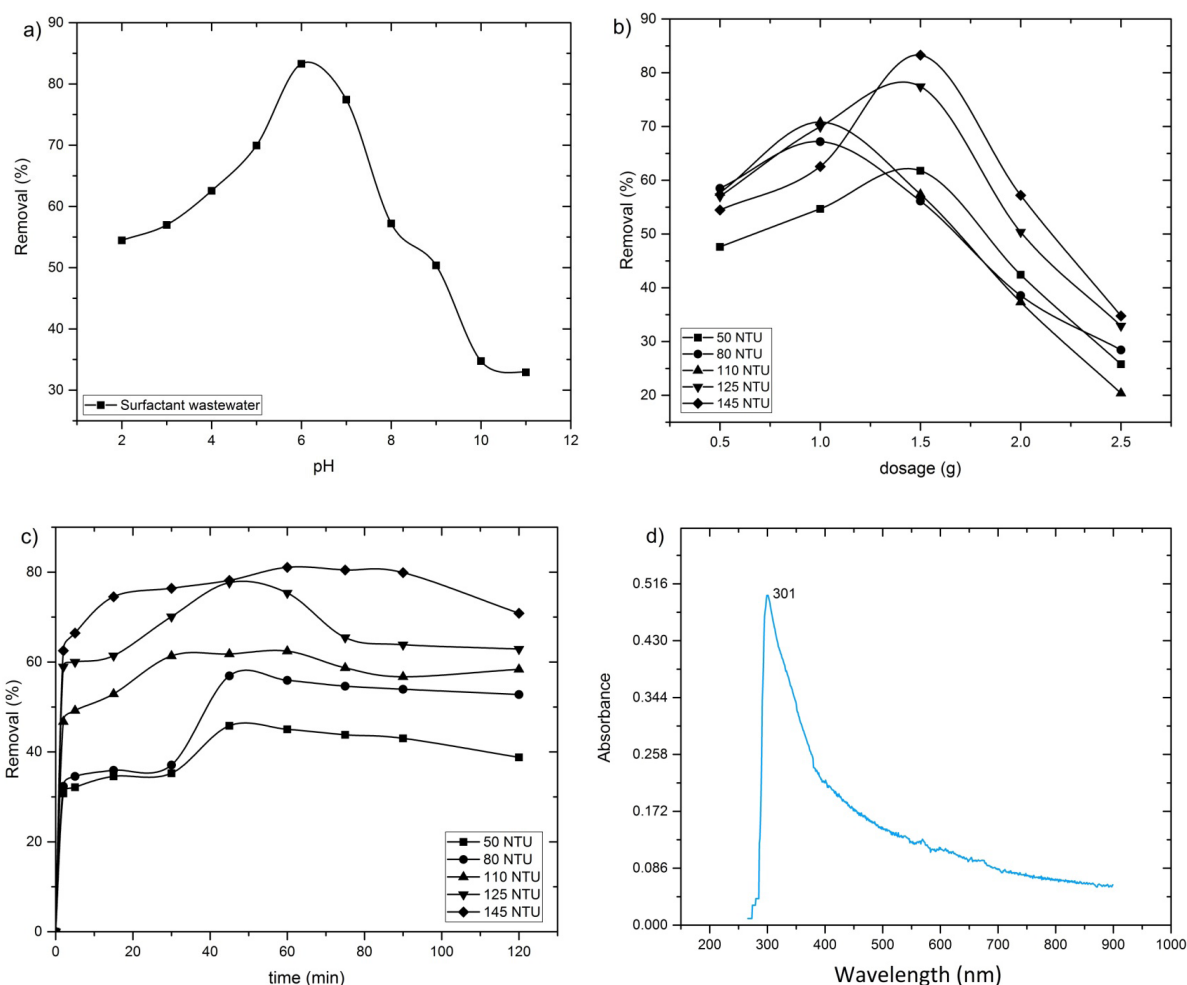 a)
90
80
70
60
50
40
30
Removal (%)
Surfactant wastewater
2 4 6 8 10 12
pH
b)
90
80
70
60
50
40
30
20
Removal (%)
50 NTU
80 NTU
110 NTU
125 NTU
145 NTU
0.5 1.0 1.5 2.0 2.5
dosage (g)
c)
80
60
40
20
0
Removal (%)
50 NTU
80 NTU
110 NTU
125 NTU
145 NTU
0 20 40 60 80 100 120
time (min)
d)
301
0.516
0.430
0.344
0.258
0.172
0.086
0.000
Absorbance
200 300 400 500 600 700 800 900 1000
Wavelength (nm)